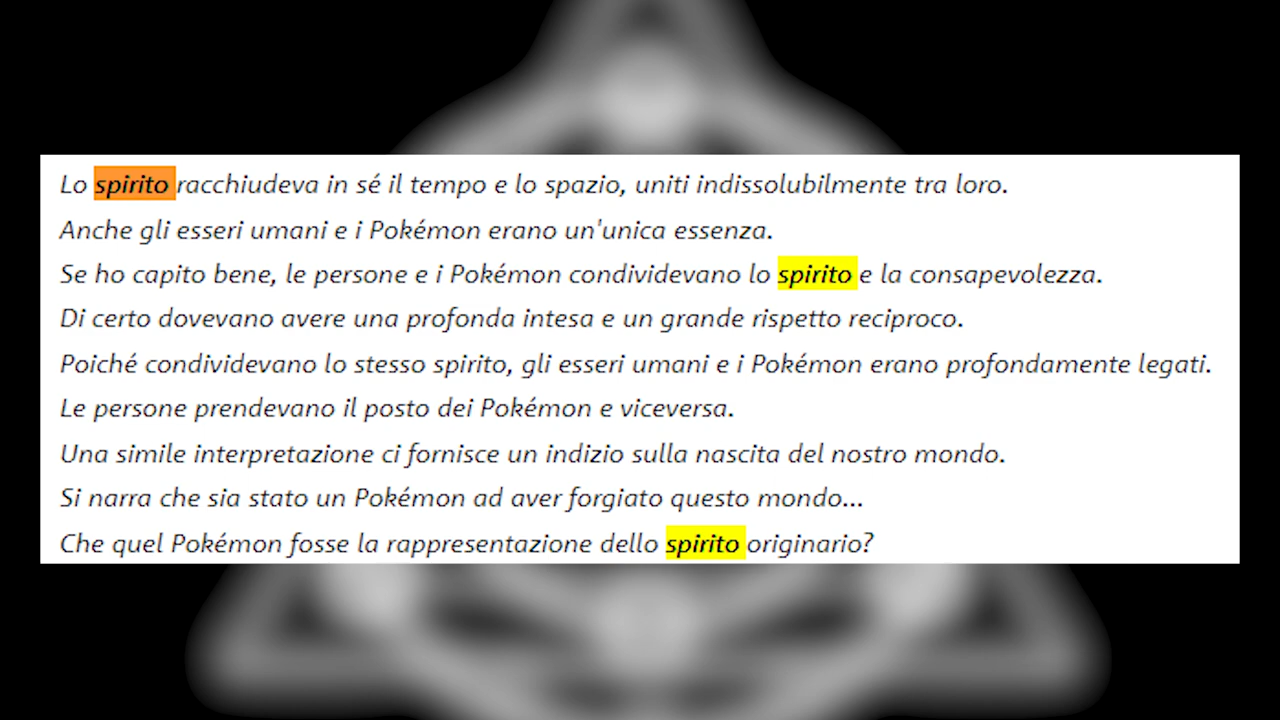 Lo spirito racchiudeva in sé il tempo e lo spazio, uniti indissolubilmente tra loro.
Anche gli esseri umani e i Pokémon erano un'unica essenza.
Se ho capito bene, le persone e i Pokémon condividevano lo spirito e la consapevolezza.
Di certo dovevano avere una profonda intesa e un grande rispetto reciproco.
Poiché condividevano lo stesso spirito, gli esseri umani e i Pokémon erano profondamente legati.
Le persone prendevano il posto dei Pokémon e viceversa.
Una simile interpretazione ci fornisce un indizio sulla nascita del nostro mondo.
Si narra che sia stato un Pokémon ad aver forgiato questo mondo...
Che quel Pokémon fosse la rappresentazione dello spirito originario?